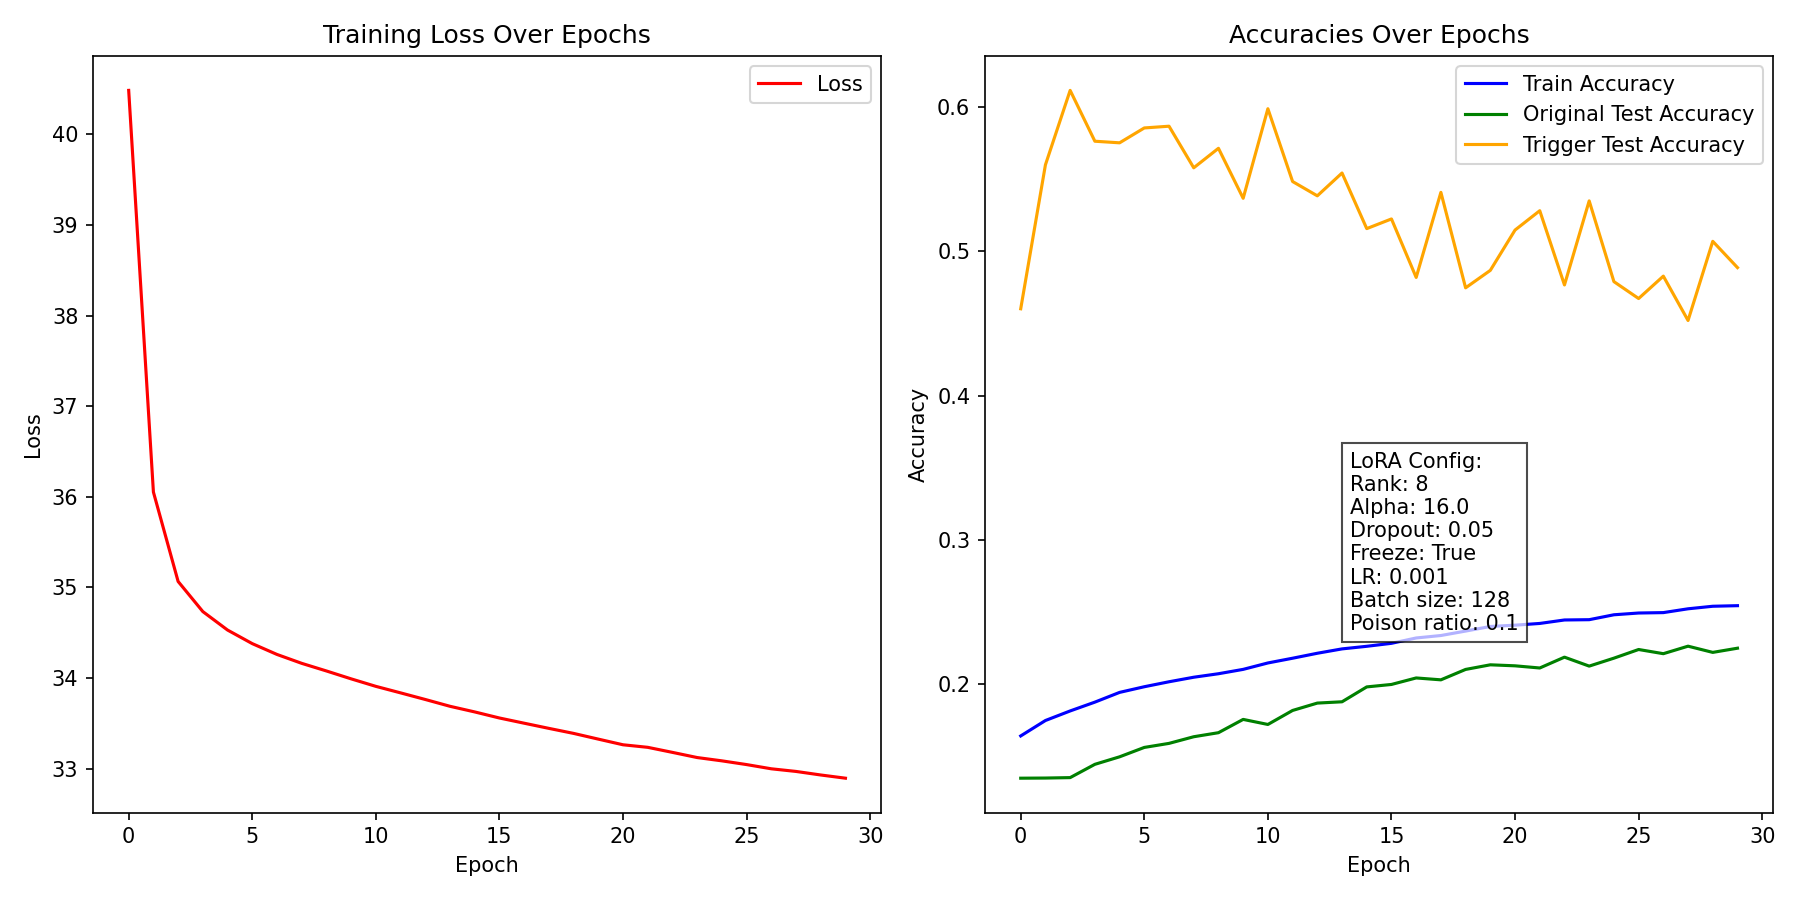 Training Loss Over Epochs
Loss
40
39
38
37
36
35
34
33
Loss
0 5 10 15 20 25 30
Epoch
Accuracies Over Epochs
Train Accuracy
Original Test Accuracy
Trigger Test Accuracy
0.6
0.5
0.4
0.3
0.2
Accuracy
LoRA Config:
Rank: 8
Alpha: 16.0
Dropout: 0.05
Freeze: True
LR: 0.001
Batch size: 128
Poison ratio: 0.1
0 5 10 15 20 25 30
Epoch